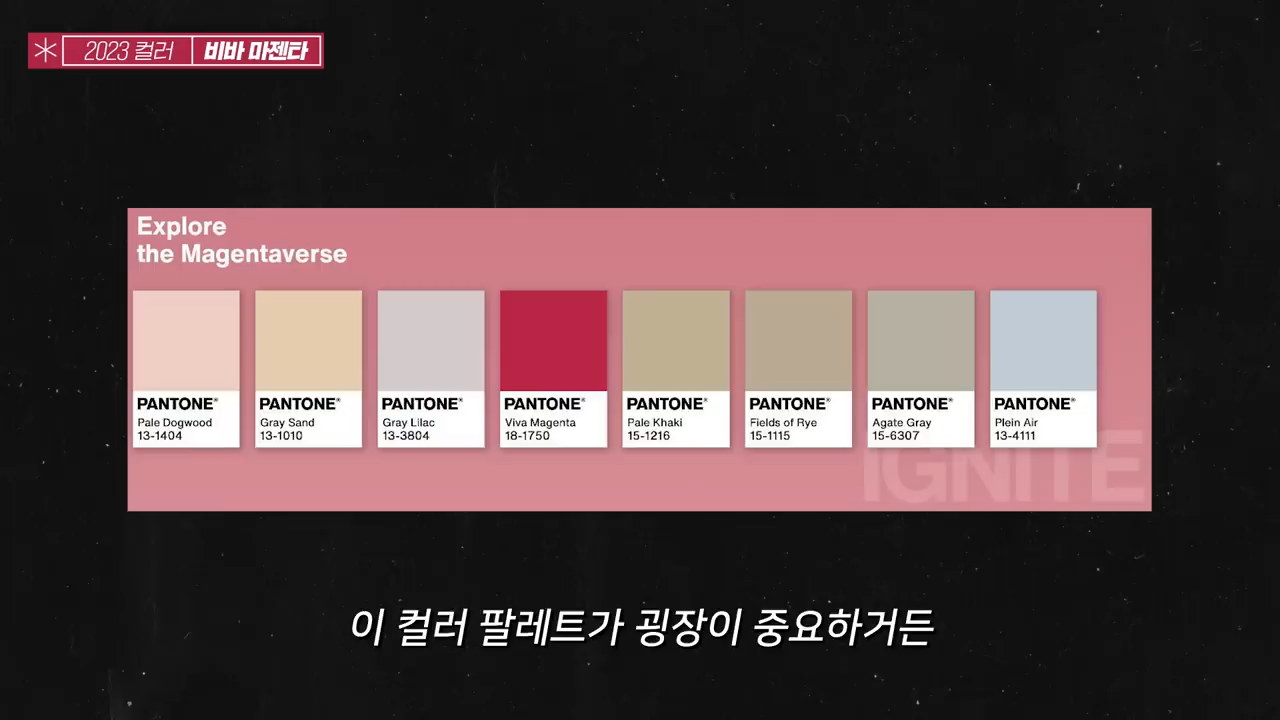 2023 컬러 비바 마젠타
Explore
the Magentaverse
PANTONE®
Pale Dogwood
13-1404
PANTONE®
Gray Sand
13-1010
PANTONE®
Gray Lilac
13-3804
PANTONE®
Viva Magenta
18-1750
PANTONE®
Pale Khaki
15-1216
PANTONE®
Fields of Rye
15-1115
PANTONE®
Agate Gray
15-6307
PANTONE®
Plein Air
13-4111
IGNITE
이 컬러 팔레트가 굉장이 중요하거든